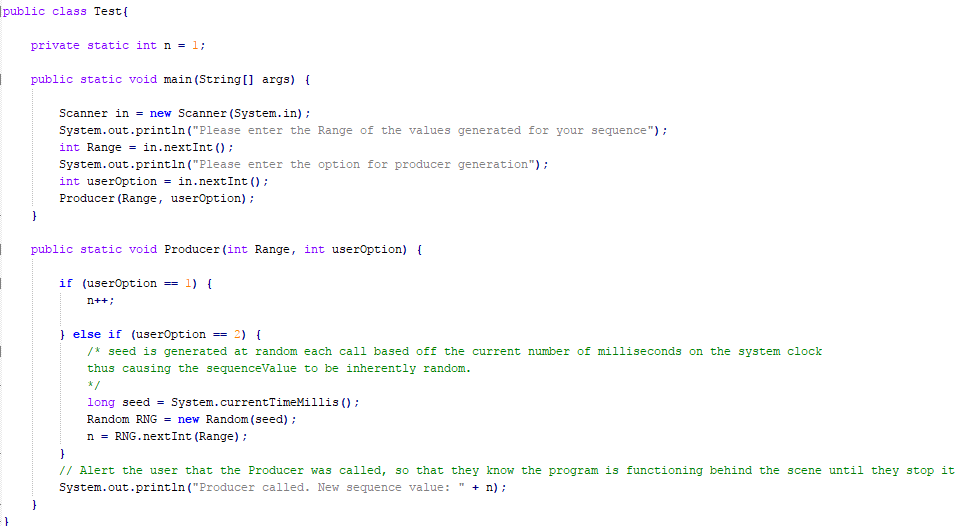 public class Test{
private static int n = 1;
public static void main(String[] args) {
Scanner in = new Scanner(System.in);
System.out.println("Please enter the Range of the values generated for your sequence");
int Range = in.nextInt();
System.out.println("Please enter the option for producer generation");
int userOption = in.nextInt();
Producer(Range, userOption);
}
public static void Producer(int Range, int userOption) {
if (userOption == 1) {
n++;
} else if (userOption == 2) {
/* seed is generated at random each call based off the current number of milliseconds on the system clock
thus causing the sequenceValue to be inherently random.
*/
long seed = System.currentTimeMillis();
Random RNG = new Random(seed);
n = RNG.nextInt(Range);
}
// Alert the user that the Producer was called, so that they know the program is functioning behind the scene until they stop it
System.out.println("Producer called. New sequence value: " + n);
}
}